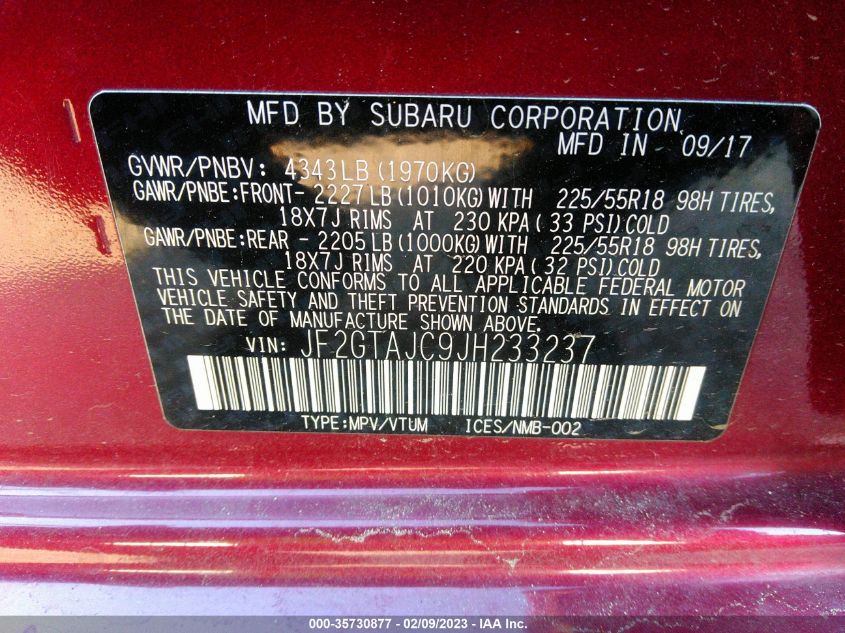 MFD BY SUBARU CORPORATION
MFD IN 09/17
GVWR/PNBV: 4343LB (1970KG)
GAWR/PNBE:FRONT- 2227LB (1010KG) WITH 225/55R18 98H TIRES,
18X7J RIMS AT 230 KPA( 33 PSI) COLD
GAWR/PNBE:REAR - 2205LB (1000KG) WITH 225/55R18 98H TIRES,
18X7J RIMS AT 220 KPA( 32 PSI) COLD
THIS VEHICLE CONFORMS TO ALL APPLICABLE FEDERAL MOTOR
VEHICLE SAFETY AND THEFT PREVENTION STANDARDS IN EFFECT ON
THE DATE OF MANUFACTURE SHOWN ABOVE.
VIN: JF2GTAJC9JH233237
TYPE:MPV/VTUM ICES/NMB-002
000-35730877 - 02/09/2023 - IAA Inc.